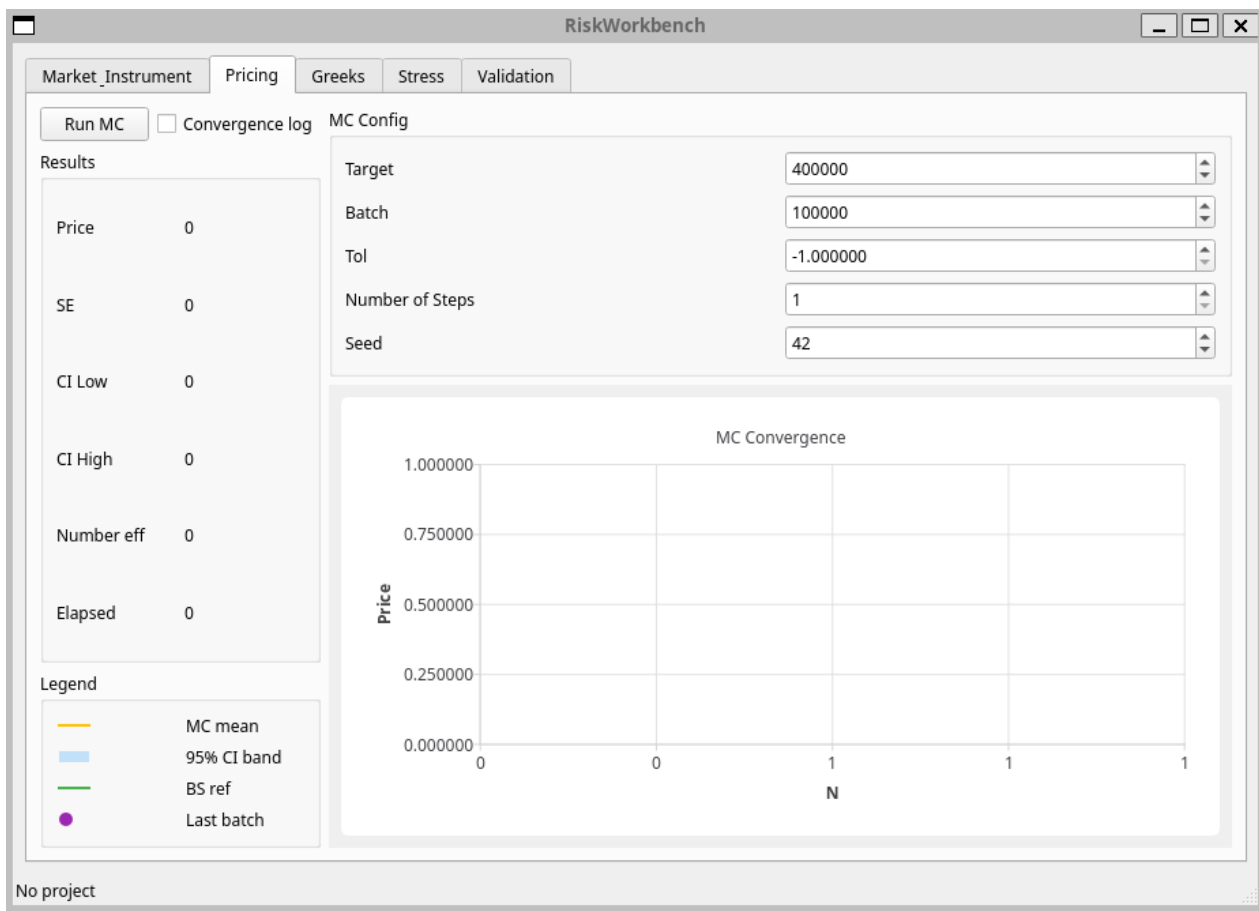 RiskWorkbench
Market_Instrument Pricing Greeks Stress Validation
Run MC Convergence log
Results
Price 0
SE 0
CI Low 0
CI High 0
Number eff 0
Elapsed 0
Legend
MC mean
95% CI band
BS ref
Last batch
MC Config
Target 400000
Batch 100000
Tol -1.000000
Number of Steps 1
Seed 42
MC Convergence
1.000000
0.750000
0.500000
0.250000
0.000000
Price
0 0 1 1 1
N
No project